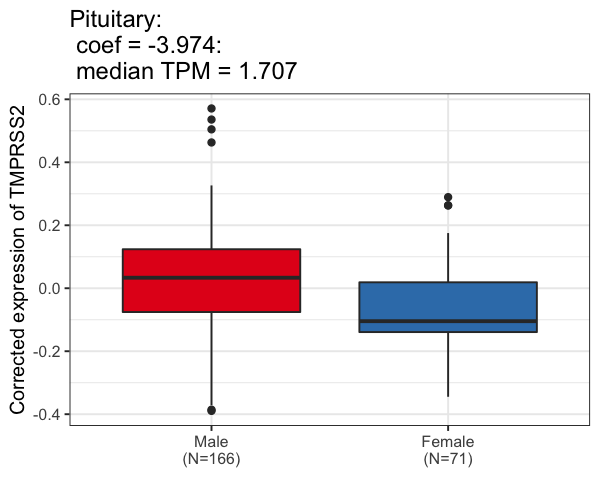 Pituitary:
coef = -3.974:
median TPM = 1.707
Corrected expression of TMPRSS2
0.6
0.4
0.2
0.0
-0.2
-0.4
Male
(N=166)
Female
(N=71)